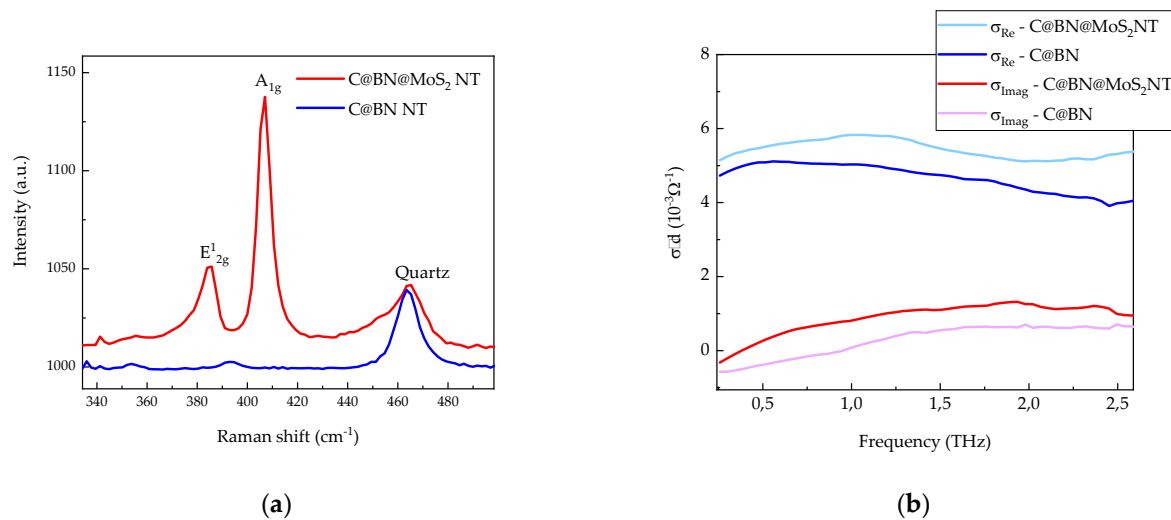 1150
1100
1050
1000
340 360 380 400 420 440 460 480
Intensity (a.u.)
Raman shift (cm⁻¹)
A₁g
E¹₂g
Quartz
C@BN@MoS₂ NT
C@BN NT
(a)
σRe - C@BN@MoS₂NT
σRe - C@BN
σImag - C@BN@MoS₂NT
σImag - C@BN
8
6
4
2
0
0,5 1,0 1,5 2,0 2,5
σ□d (10⁻³Ω⁻¹)
Frequency (THz)
(b)